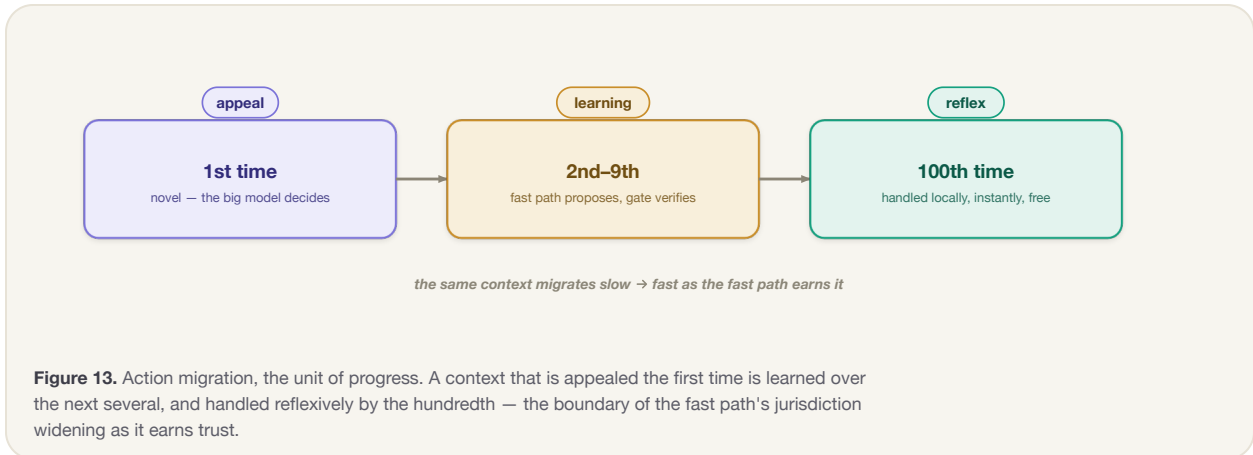 appeal
learning
reflex
1st time
2nd–9th
100th time
novel — the big model decides
fast path proposes, gate verifies
handled locally, instantly, free
the same context migrates slow → fast as the fast path earns it
Figure 13. Action migration, the unit of progress. A context that is appealed the first time is learned over
the next several, and handled reflexively by the hundredth — the boundary of the fast path's jurisdiction
widening as it earns trust.